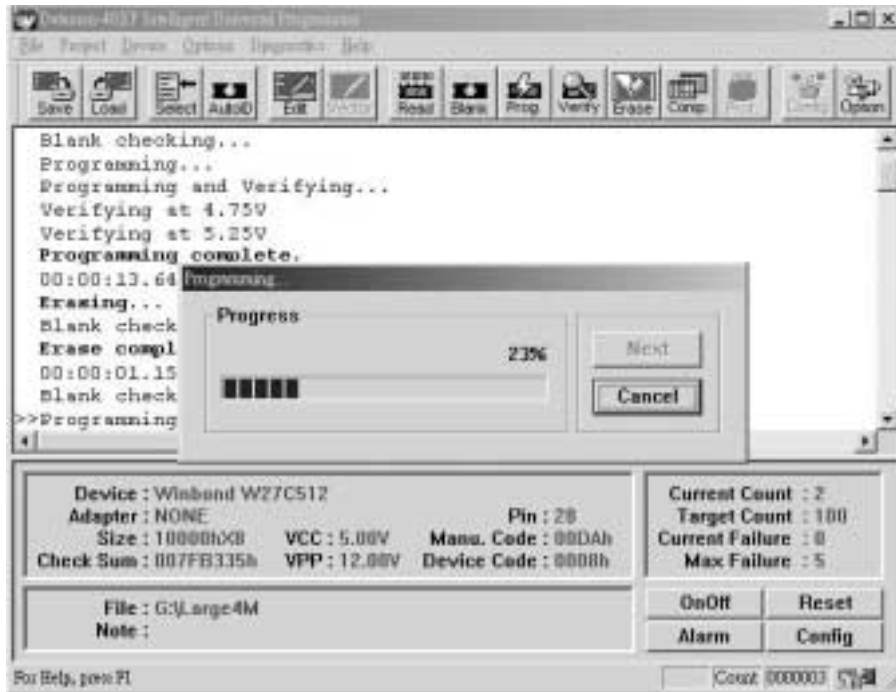 Intelligent Universal Programmer
File Project Device Options Diagnostics Help
Save Load Select AutoID Edit Vector Read Blank Prog. Verify Erase Comp. Config Option
Blank checking...
Programming...
Programming and Verifying...
Verifying at 4.75V
Verifying at 5.25V
Programming complete.
00:00:13.64
Erasing...
Blank check
Erase compl
00:00:01.15
Blank check
>>Programming
Programming...
Progress
23%
Next
Cancel
Device : Winbond W27C512
Adapter : NONE Pin : 28
Size : 10000hX8 VCC : 5.00V Manu. Code : 00DAh
Check Sum : 007FB335h VPP : 12.00V Device Code : 0008h
Current Count : 2
Target Count : 100
Current Failure : 0
Max Failure : 5
File : G:\Large4M
Note :
OnOff Reset
Alarm Config
For Help, press F1
Count 0000003